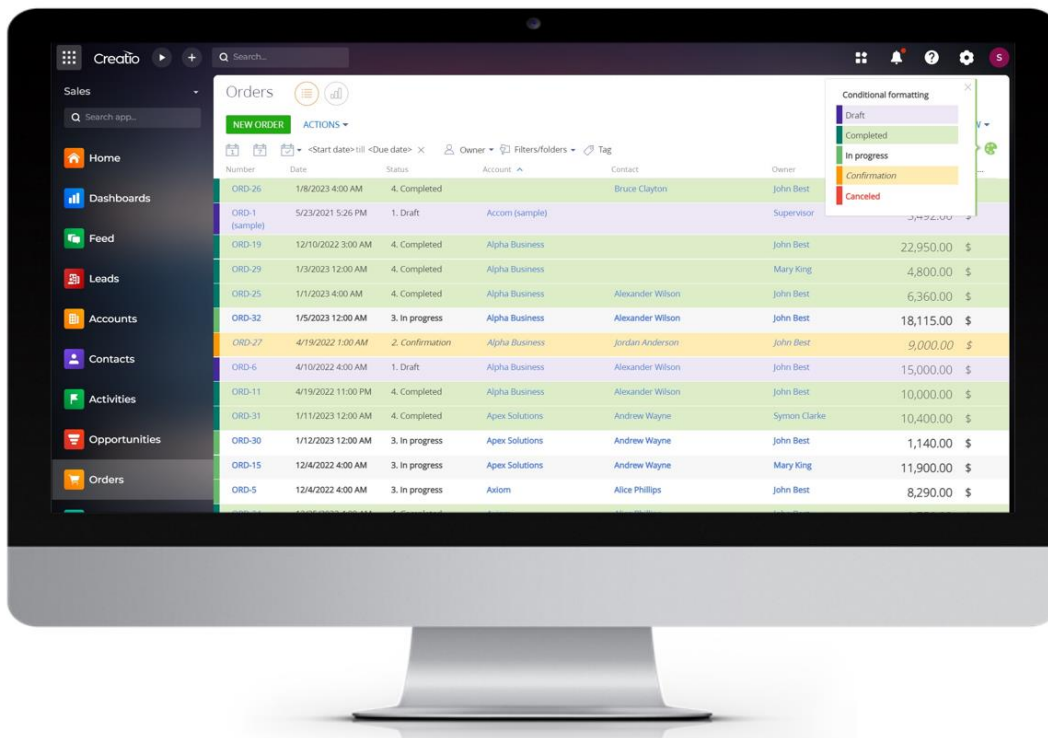 Creatio
Search...
S
Sales
Search app...
Home
Dashboards
Feed
Leads
Accounts
Contacts
Activities
Opportunities
Orders
Orders
NEW ORDER ACTIONS
<Start date> till <Due date> × Owner Filters/folders Tag
Conditional formatting
Draft
Completed
In progress
Confirmation
Canceled
Number Date Status Account Contact Owner
ORD-26 1/8/2023 4:00 AM 4. Completed Bruce Clayton John Best
ORD-1 5/23/2021 5:26 PM 1. Draft Accom (sample) Supervisor
(sample)
ORD-19 12/10/2022 3:00 AM 4. Completed Alpha Business John Best 22,950.00 $
ORD-29 1/3/2023 12:00 AM 4. Completed Alpha Business Mary King 4,800.00 $
ORD-25 1/1/2023 4:00 AM 4. Completed Alpha Business Alexander Wilson John Best 6,360.00 $
ORD-32 1/5/2023 12:00 AM 3. In progress Alpha Business Alexander Wilson John Best 18,115.00 $
ORD-27 4/19/2022 1:00 AM 2. Confirmation Alpha Business Jordan Anderson John Best 9,000.00 $
ORD-6 4/10/2022 4:00 AM 1. Draft Alpha Business Alexander Wilson John Best 15,000.00 $
ORD-11 4/19/2022 11:00 PM 4. Completed Alpha Business Alexander Wilson John Best 10,000.00 $
ORD-31 1/11/2023 12:00 AM 4. Completed Apex Solutions Andrew Wayne Symon Clarke 10,400.00 $
ORD-30 1/12/2023 12:00 AM 3. In progress Apex Solutions Andrew Wayne John Best 1,140.00 $
ORD-15 12/4/2022 4:00 AM 3. In progress Apex Solutions Andrew Wayne Mary King 11,900.00 $
ORD-5 12/4/2022 4:00 AM 3. In progress Axiom Alice Phillips John Best 8,290.00 $